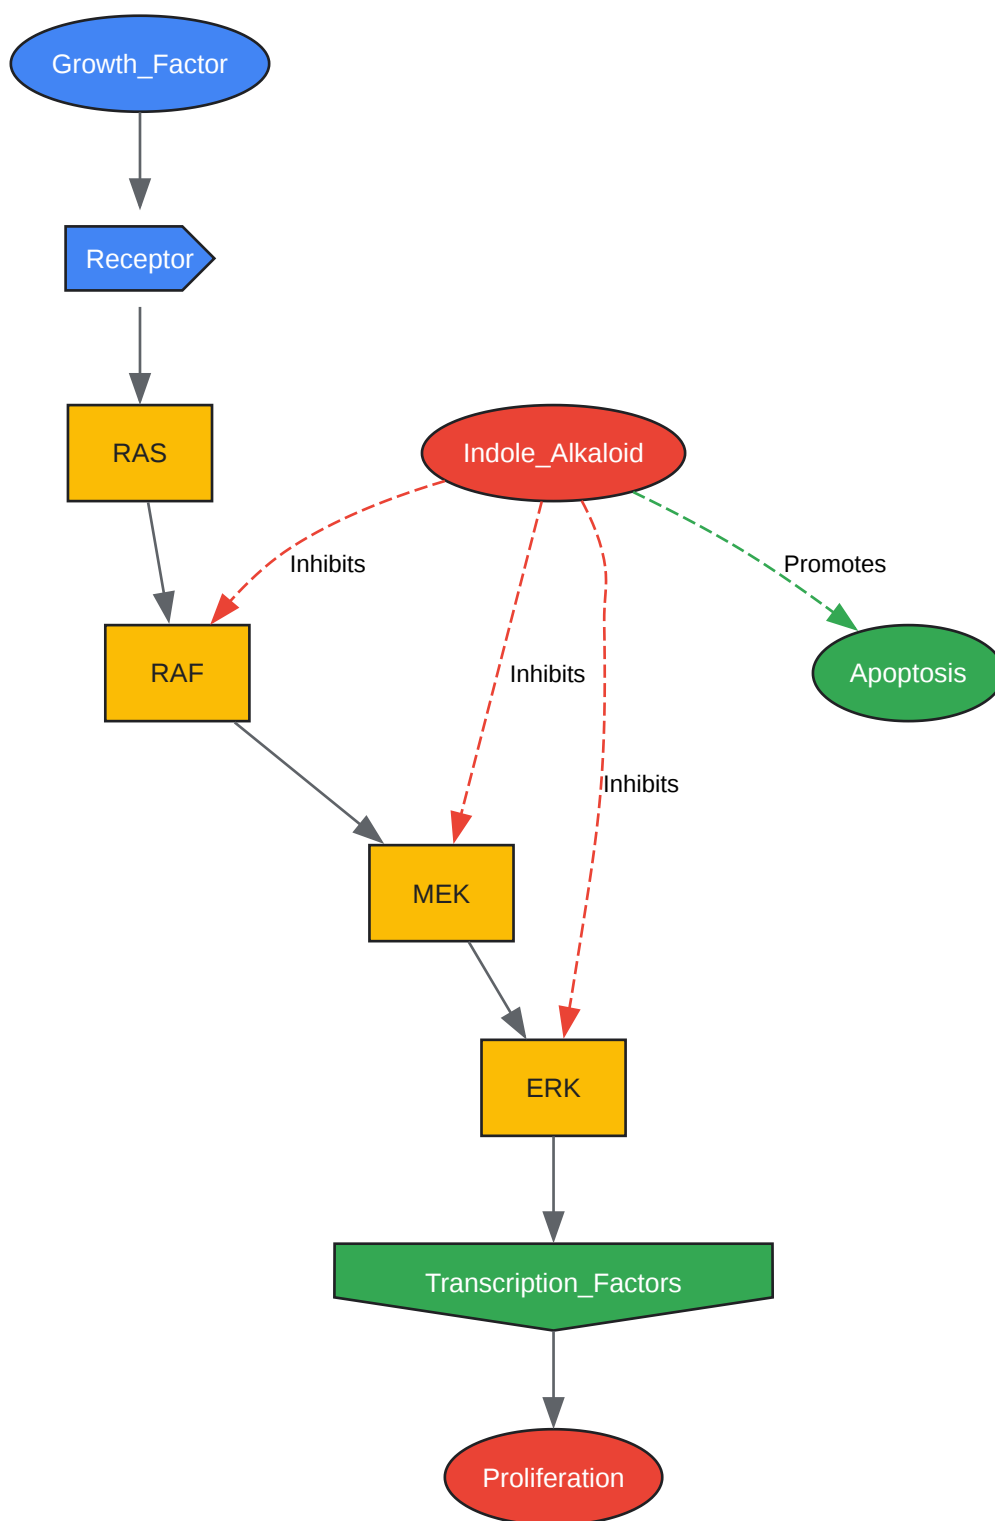 Growth_Factor
Receptor
RAS
Indole_Alkaloid
Inhibits
Promotes
RAF
Inhibits
Apoptosis
Inhibits
MEK
ERK
Transcription_Factors
Proliferation